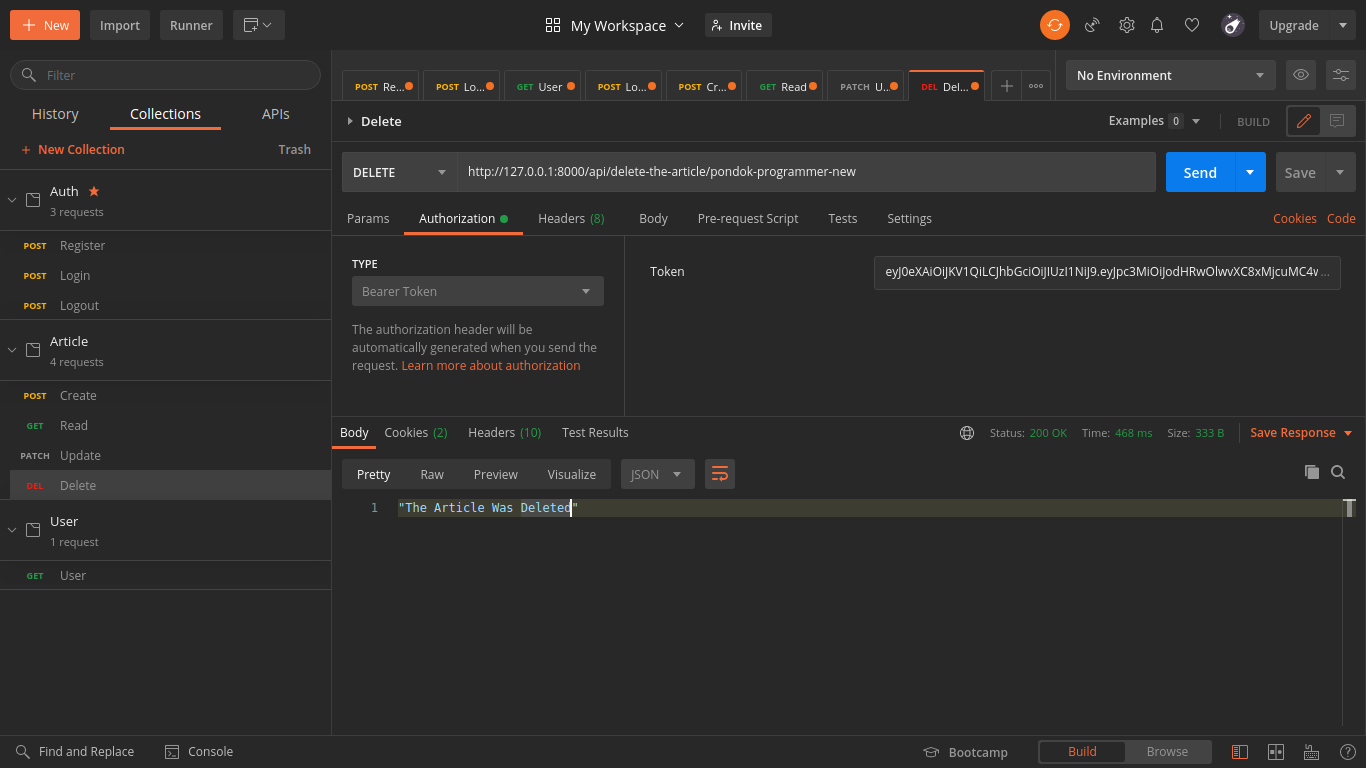 New
Import
Runner
My Workspace
Invite
Upgrade
Filter
History
Collections
APIs
New Collection
Trash
Auth
3 requests
POST Register
POST Login
POST Logout
Article
4 requests
POST Create
GET Read
PATCH Update
DEL Delete
User
1 request
GET User
POST Re...
POST Lo...
GET User
POST Lo...
POST Cr...
GET Read
PATCH U...
DEL Del...
No Environment
Delete
Examples 0
BUILD
DELETE
http://127.0.0.1:8000/api/delete-the-article/pondok-programmer-new
Send
Save
Params
Authorization
Headers (8)
Body
Pre-request Script
Tests
Settings
Cookies
Code
TYPE
Bearer Token
The authorization header will be
automatically generated when you send the
request. Learn more about authorization
Token
eyJ0eXAiOiJKV1QiLCJhbGciOiJIUzI1NiJ9.eyJpc3MiOiJodHRwOlwvXC8xMjcuMC4v ...
Body
Cookies (2)
Headers (10)
Test Results
Status: 200 OK
Time: 468 ms
Size: 333 B
Save Response
Pretty
Raw
Preview
Visualize
JSON
1 "The Article Was Deleted"
Find and Replace
Console
Bootcamp
Build
Browse